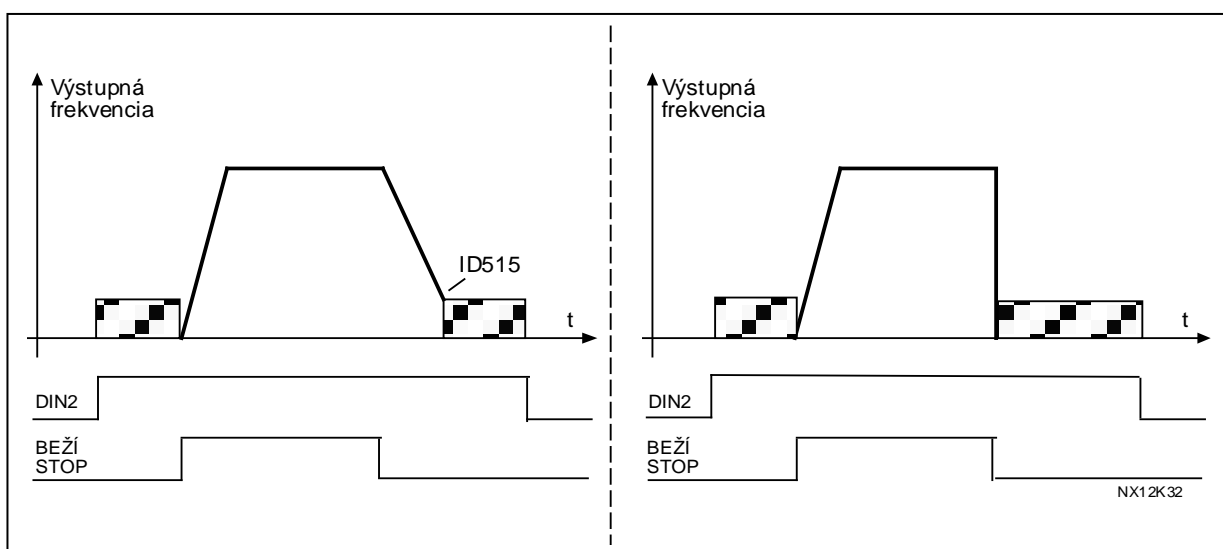 Výstupná
frekvencia
ID515
t
DIN2
BEŽÍ
STOP
Výstupná
frekvencia
t
DIN2
BEŽÍ
STOP
NX12K32